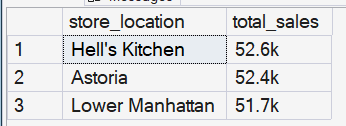 Messages
store_location total_sales
1 Hell's Kitchen 52.6k
2 Astoria 52.4k
3 Lower Manhattan 51.7k